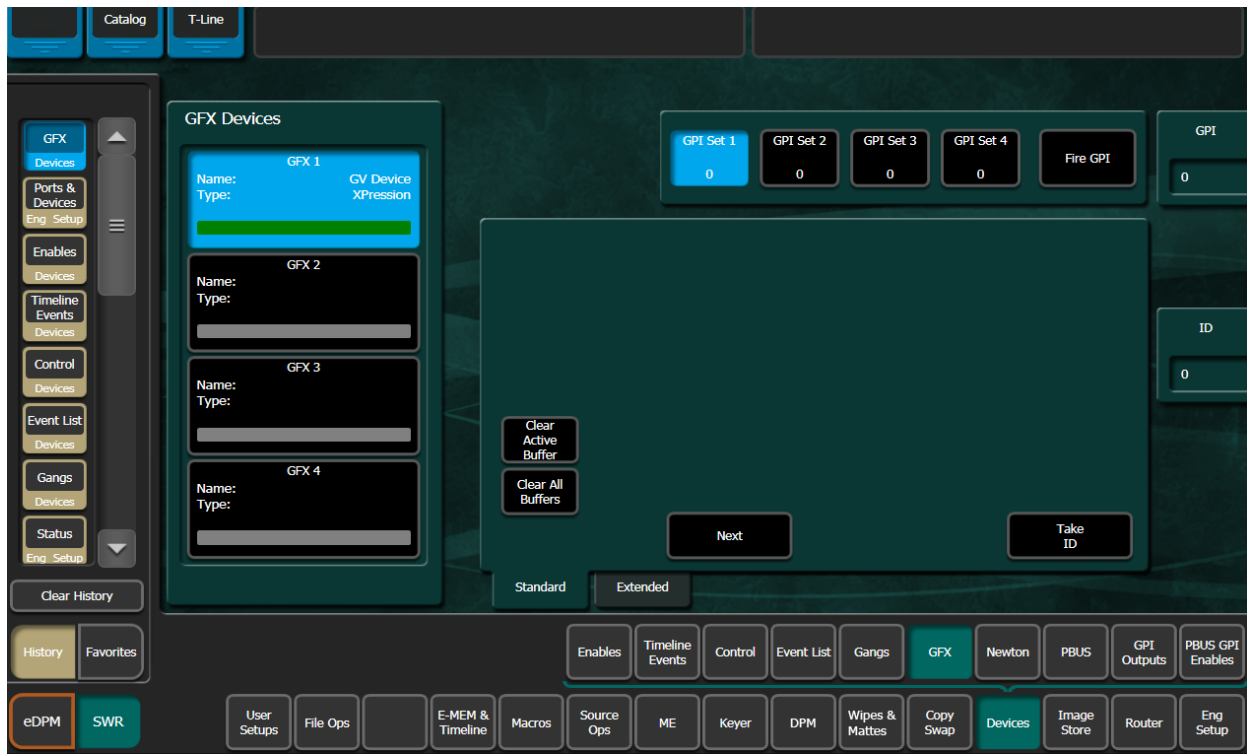 Catalog
T-Line
GFX
Devices
Ports &
Devices
Eng Setup
Enables
Devices
Timeline
Events
Devices
Control
Devices
Event List
Devices
Gangs
Devices
Status
Eng Setup
Clear History
History
Favorites
GFX Devices
GFX 1
Name: GV Device
Type: XPression
GFX 2
Name:
Type:
GFX 3
Name:
Type:
GFX 4
Name:
Type:
GPI Set 1
0
GPI Set 2
0
GPI Set 3
0
GPI Set 4
0
Fire GPI
GPI
0
ID
0
Clear
Active
Buffer
Clear All
Buffers
Next
Take
ID
Standard
Extended
Enables
Timeline
Events
Control
Event List
Gangs
GFX
Newton
PBUS
GPI
Outputs
PBUS GPI
Enables
eDPM
SWR
User
Setups
File Ops
E-MEM &
Timeline
Macros
Source
Ops
ME
Keyer
DPM
Wipes &
Mattes
Copy
Swap
Devices
Image
Store
Router
Eng
Setup